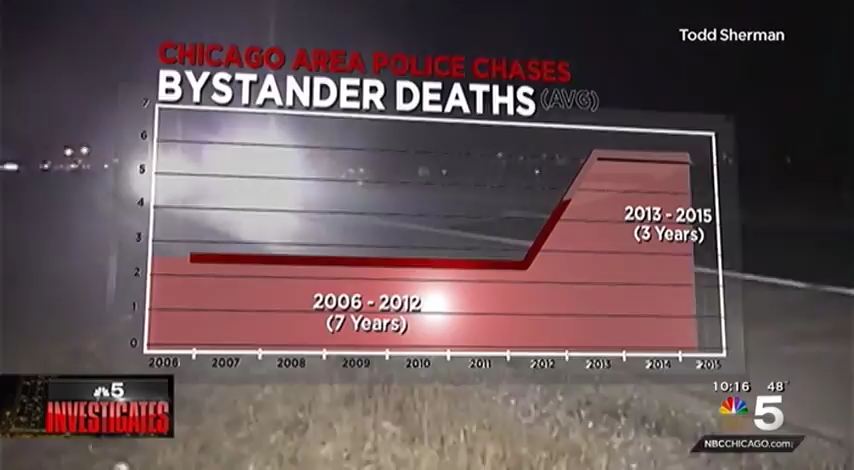 Todd Sherman
CHICAGO AREA POLICE CHASES
BYSTANDER DEATHS (AVG)
7
6
5
4
3
2
1
0
2013 - 2015
(3 Years)
2006 - 2012
(7 Years)
2006 2007 2008 2009 2010 2011 2012 2013 2014 2015
5
INVESTIGATES
10:16 48°
5
NBCCHICAGO.com